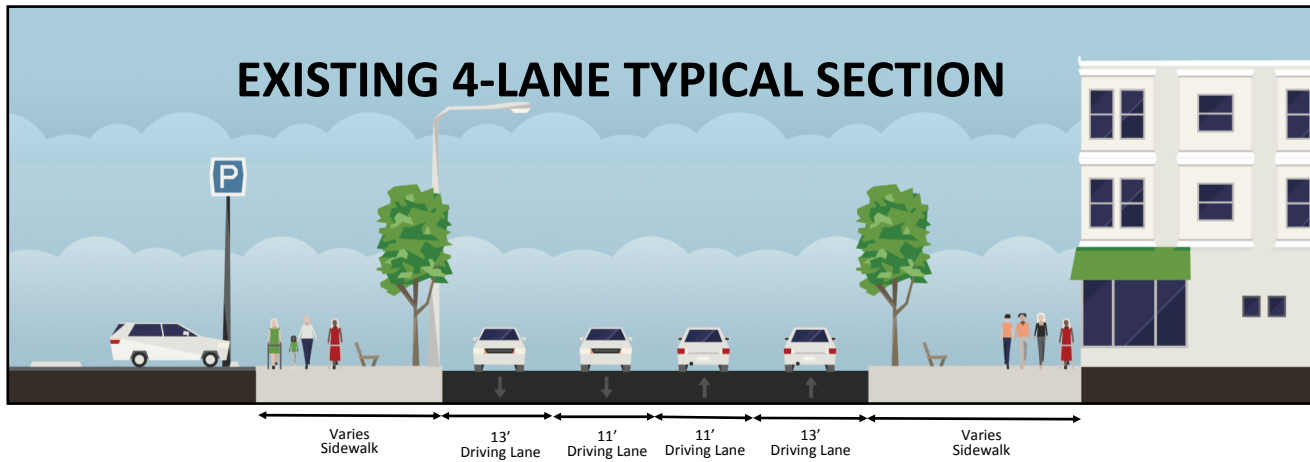 EXISTING 4-LANE TYPICAL SECTION
P
Varies
Sidewalk
13’
Driving Lane
11’
Driving Lane
11’
Driving Lane
13’
Driving Lane
Varies
Sidewalk